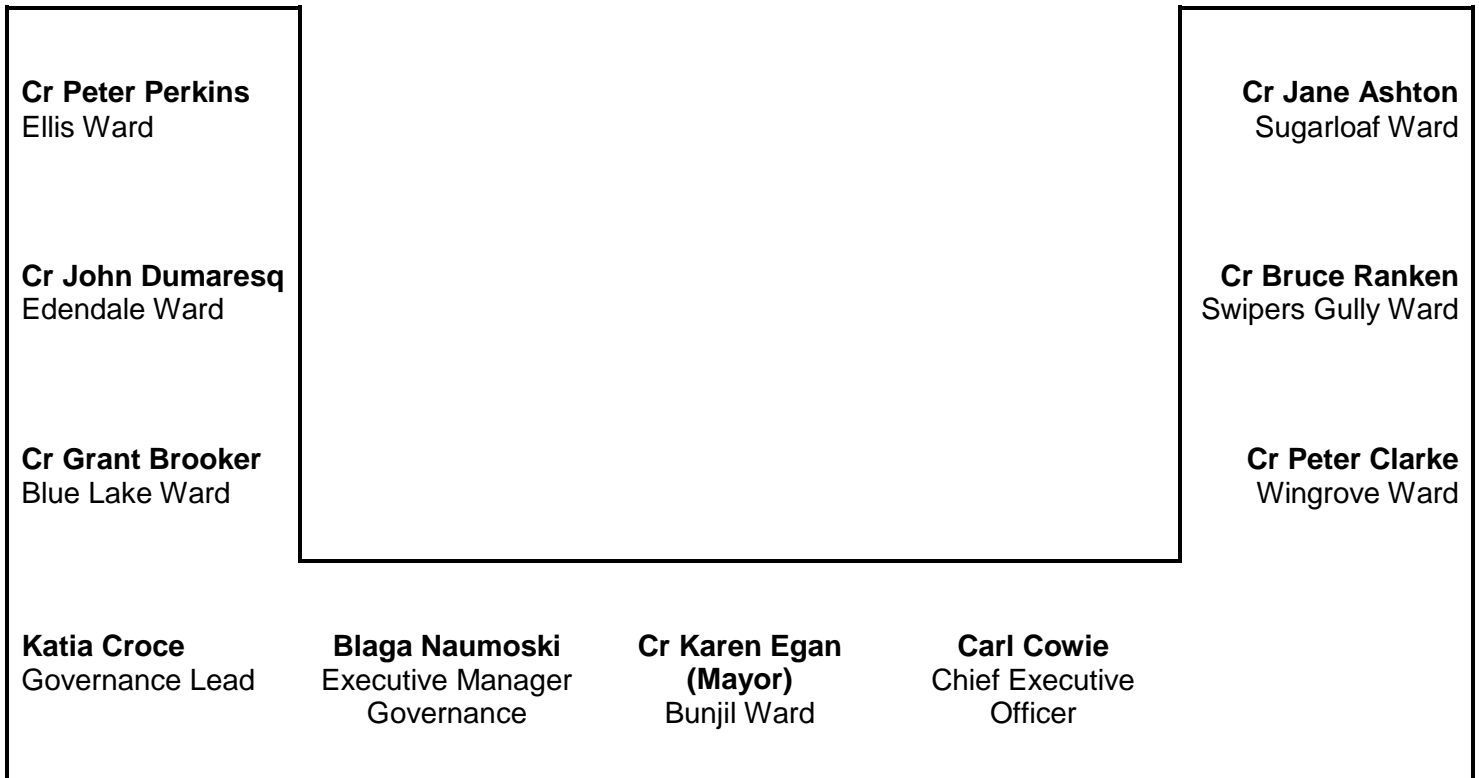 Cr Peter Perkins
Ellis Ward
Cr Jane Ashton
Sugarloaf Ward
Cr John Dumaresq
Edendale Ward
Cr Bruce Ranken
Swipers Gully Ward
Cr Grant Brooker
Blue Lake Ward
Cr Peter Clarke
Wingrove Ward
Katia Croce
Governance Lead
Blaga Naumoski
Executive Manager
Governance
Cr Karen Egan
(Mayor)
Bunjil Ward
Carl Cowie
Chief Executive
Officer